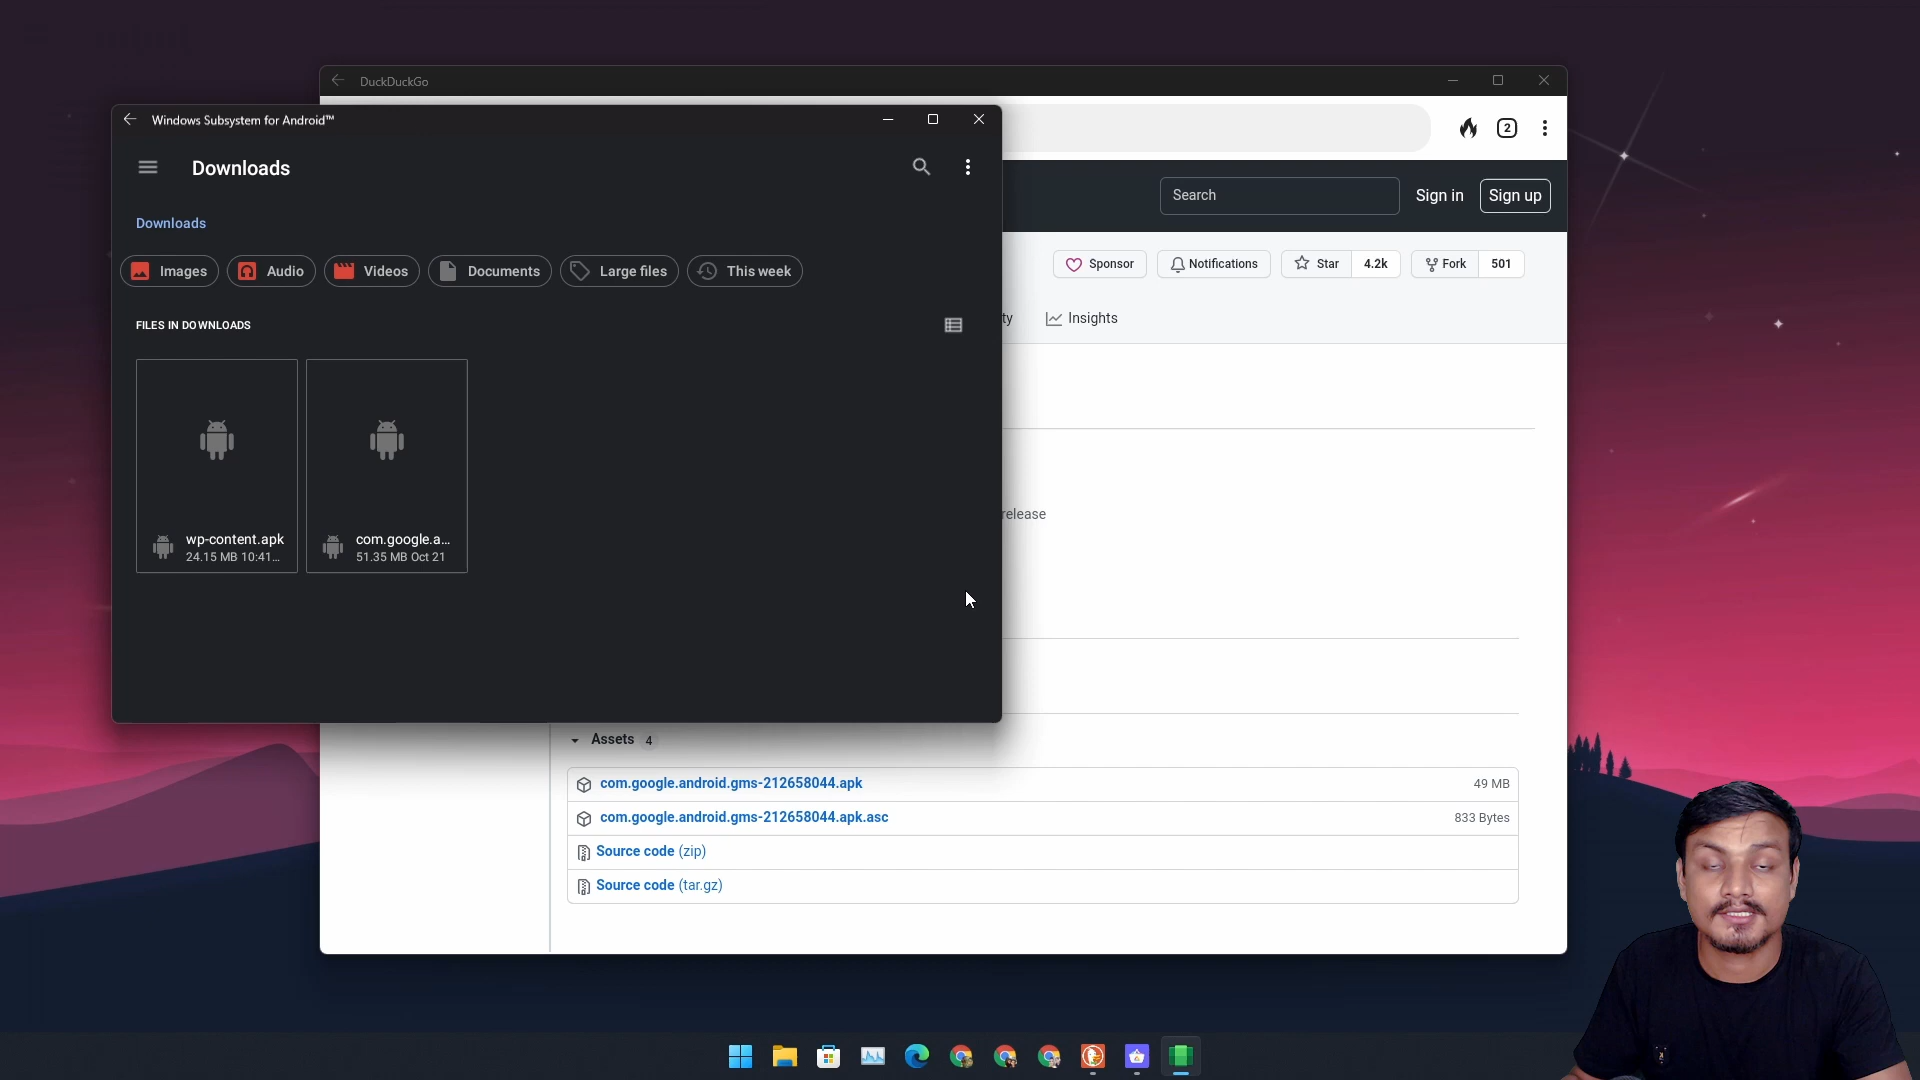 DuckDuckGo
2
Windows Subsystem for Android™
Downloads
Downloads
Images
Audio
Videos
Documents
Large files
This week
FILES IN DOWNLOADS
wp-content.apk
24.15 MB 10:41...
com.google.a...
51.35 MB Oct 21
Search
Sign in
Sign up
Sponsor
Notifications
Star
4.2k
Fork
501
ty
Insights
release
Assets 4
com.google.android.gms-212658044.apk
49 MB
com.google.android.gms-212658044.apk.asc
833 Bytes
Source code (zip)
Source code (tar.gz)